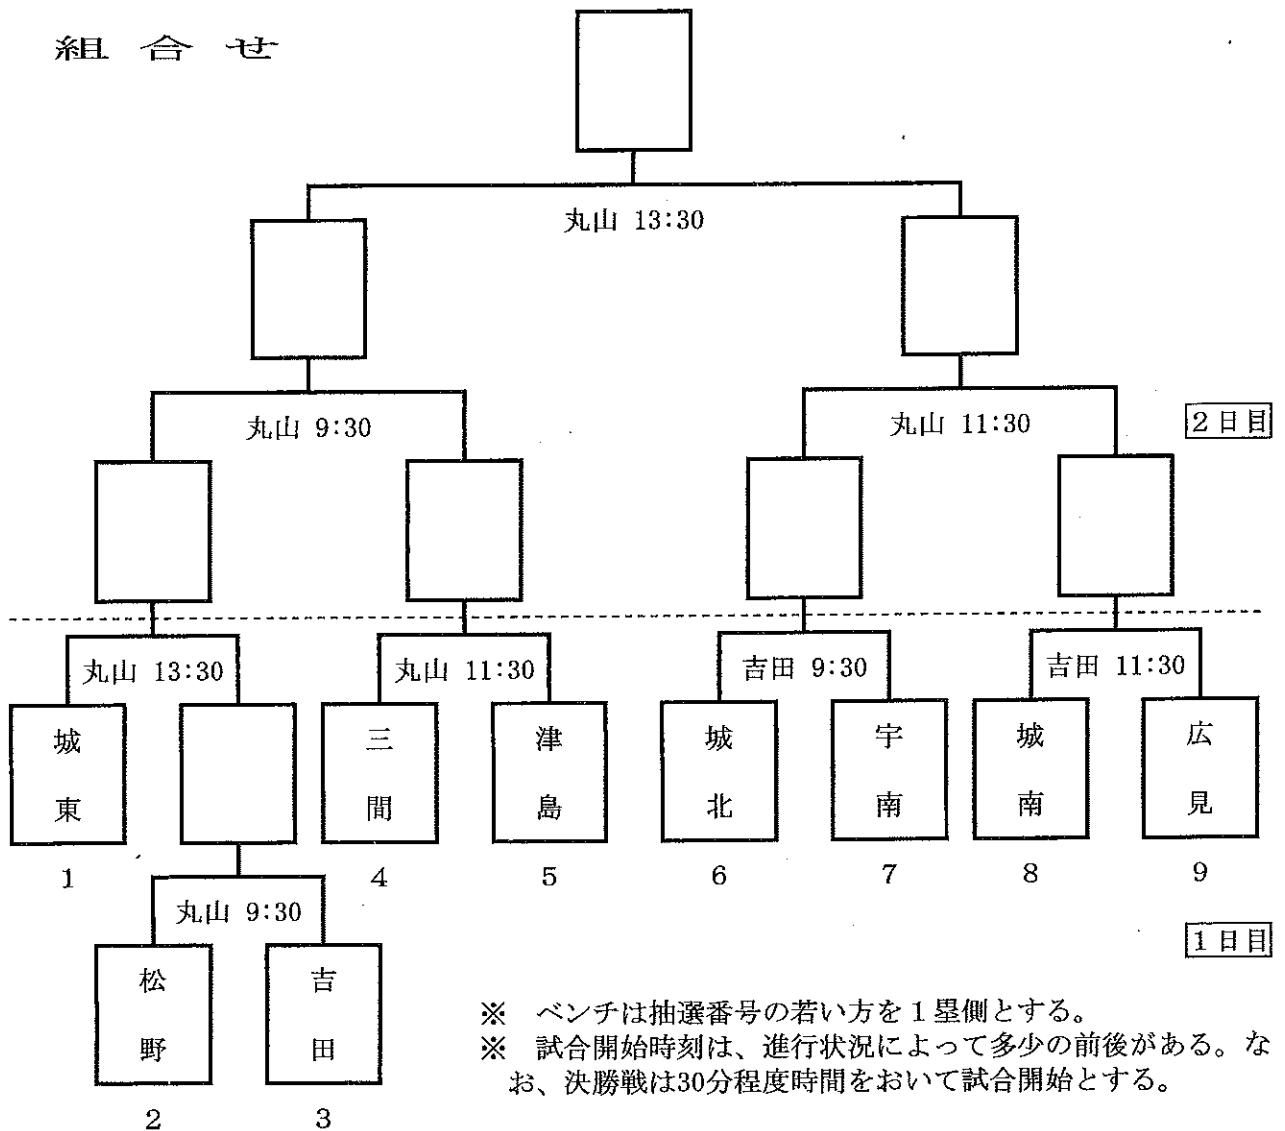 組合せ
丸山 13:30
丸山 9:30
丸山 11:30
2日目
丸山 13:30
丸山 11:30
吉田 9:30
吉田 11:30
城東
三間
津島
城北
宇南
城南
広見
1
4
5
6
7
8
9
丸山 9:30
1日目
松野
吉田
2
3
※ ベンチは抽選番号の若い方を1塁側とする。
※ 試合開始時刻は、進行状況によって多少の前後がある。な
お、決勝戦は30分程度時間をおいて試合開始とする。